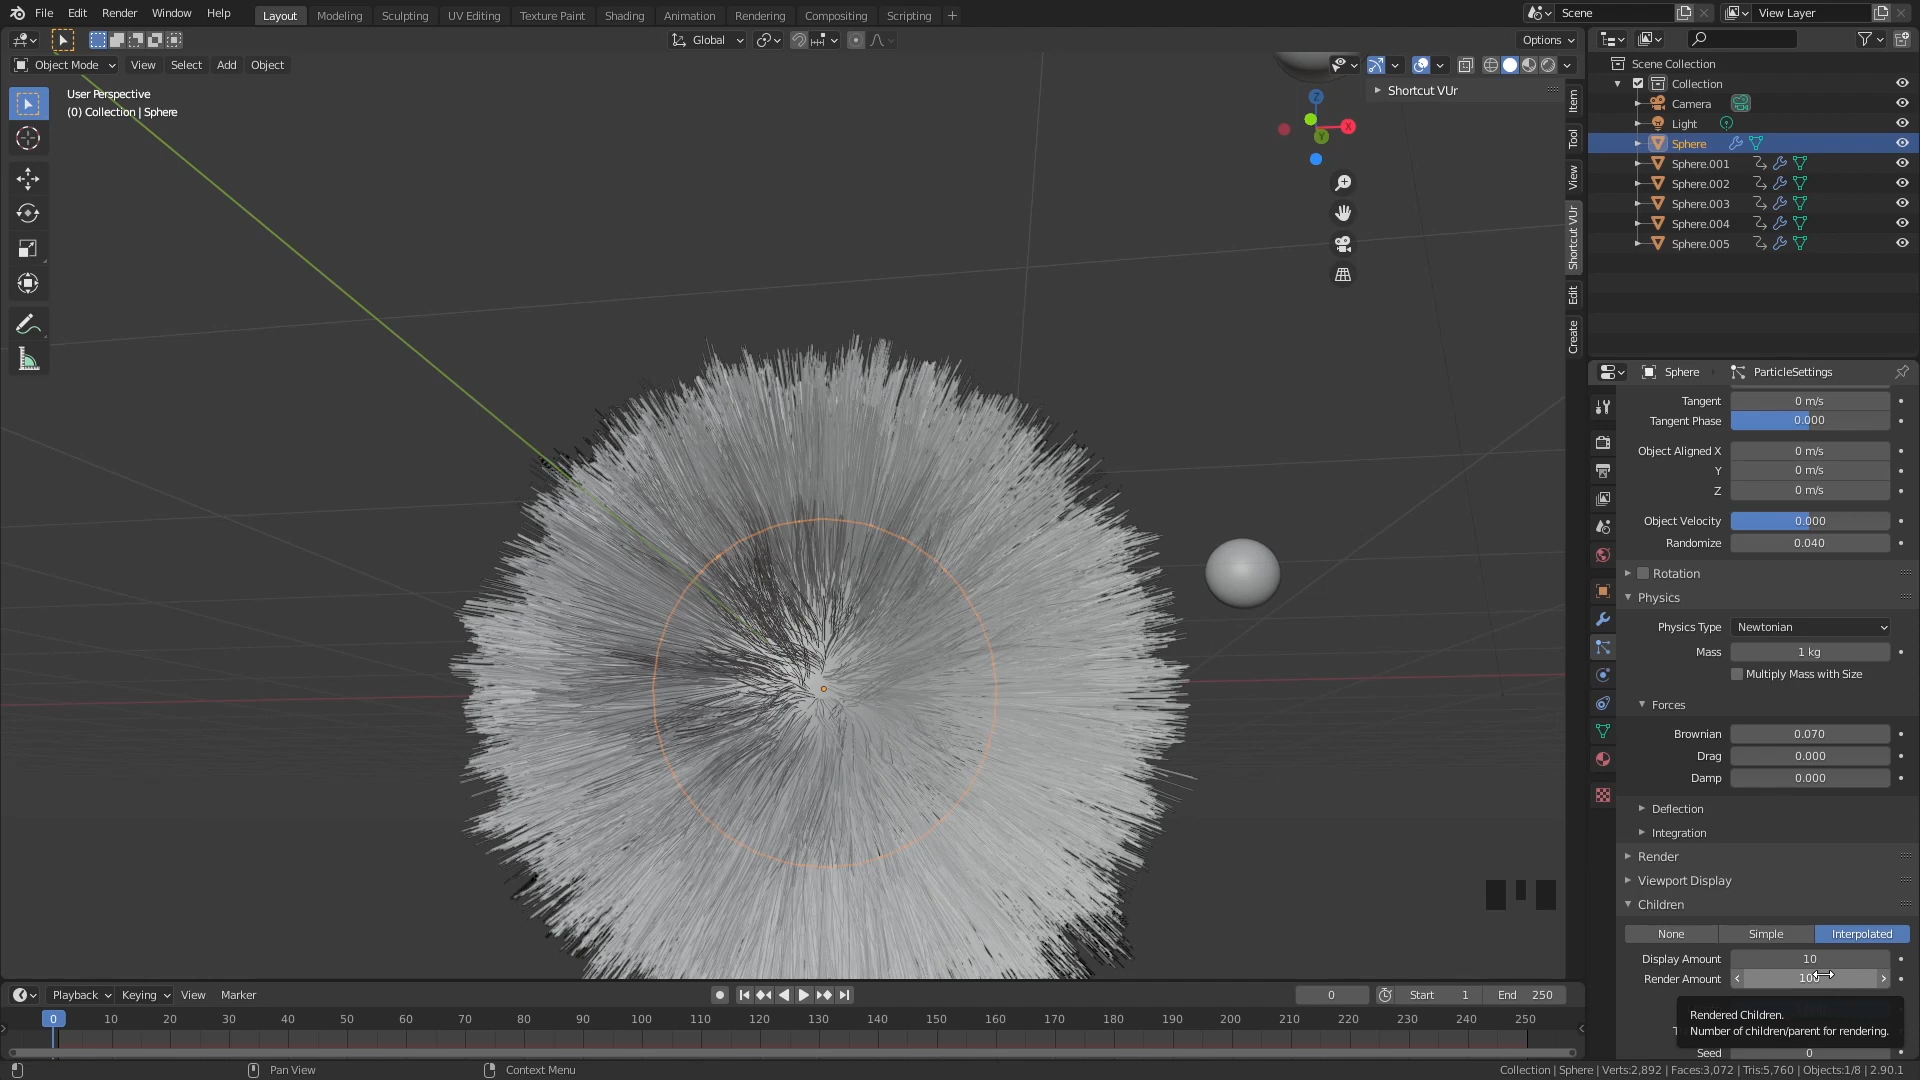 File Edit Render Window Help Layout Modeling Sculpting UV Editing Texture Paint Shading Animation Rendering Compositing Scripting + Scene View Layer
Global Options
Object Mode View Select Add Object
User Perspective
(0) Collection | Sphere
Shortcut VUr
Z
X
Y
Item
Tool
View
Shortcut VUr
Edit
Create
Scene Collection
Collection
Camera
Light
Sphere
Sphere.001
Sphere.002
Sphere.003
Sphere.004
Sphere.005
Sphere ParticleSettings
Tangent 0 m/s
Tangent Phase 0.000
Object Aligned X 0 m/s
Y 0 m/s
Z 0 m/s
Object Velocity 0.000
Randomize 0.040
Rotation
Physics
Physics Type Newtonian
Mass 1 kg
Multiply Mass with Size
Forces
Brownian 0.070
Drag 0.000
Damp 0.000
Deflection
Integration
Render
Viewport Display
Children
None Simple Interpolated
Display Amount 10
Render Amount 100
Rendered Children.
Number of children/parent for rendering.
Seed 0
Playback Keying View Marker 0 Start 1 End 250
0 10 20 30 40 50 60 70 80 90 100 110 120 130 140 150 160 170 180 190 200 210 220 230 240 250
Pan View Context Menu Collection | Sphere | Verts:2,892 | Faces:3,072 | Tris:5,760 | Objects:1/8 | 2.90.1